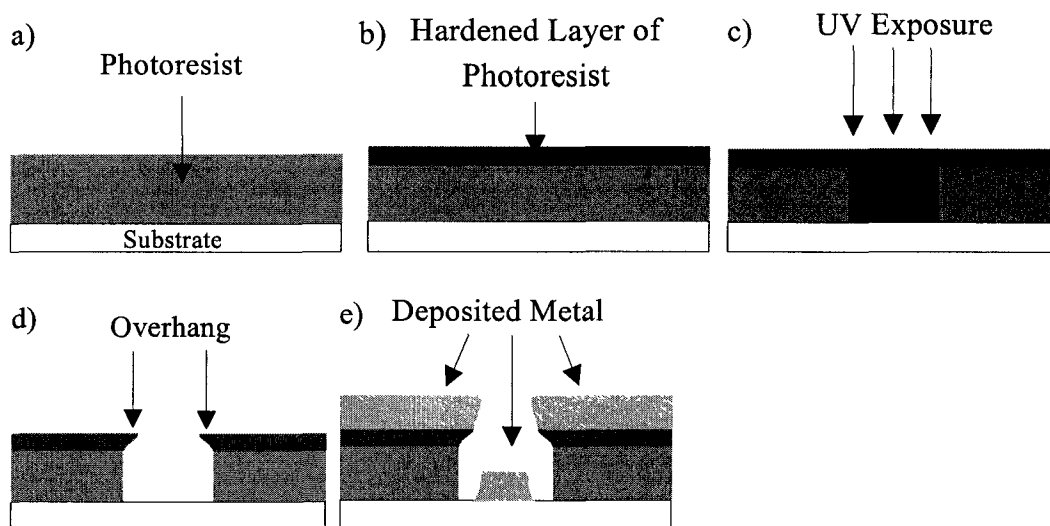 a)
Photoresist
Substrate
b)
Hardened Layer of
Photoresist
c)
UV Exposure
d)
Overhang
e)
Deposited Metal